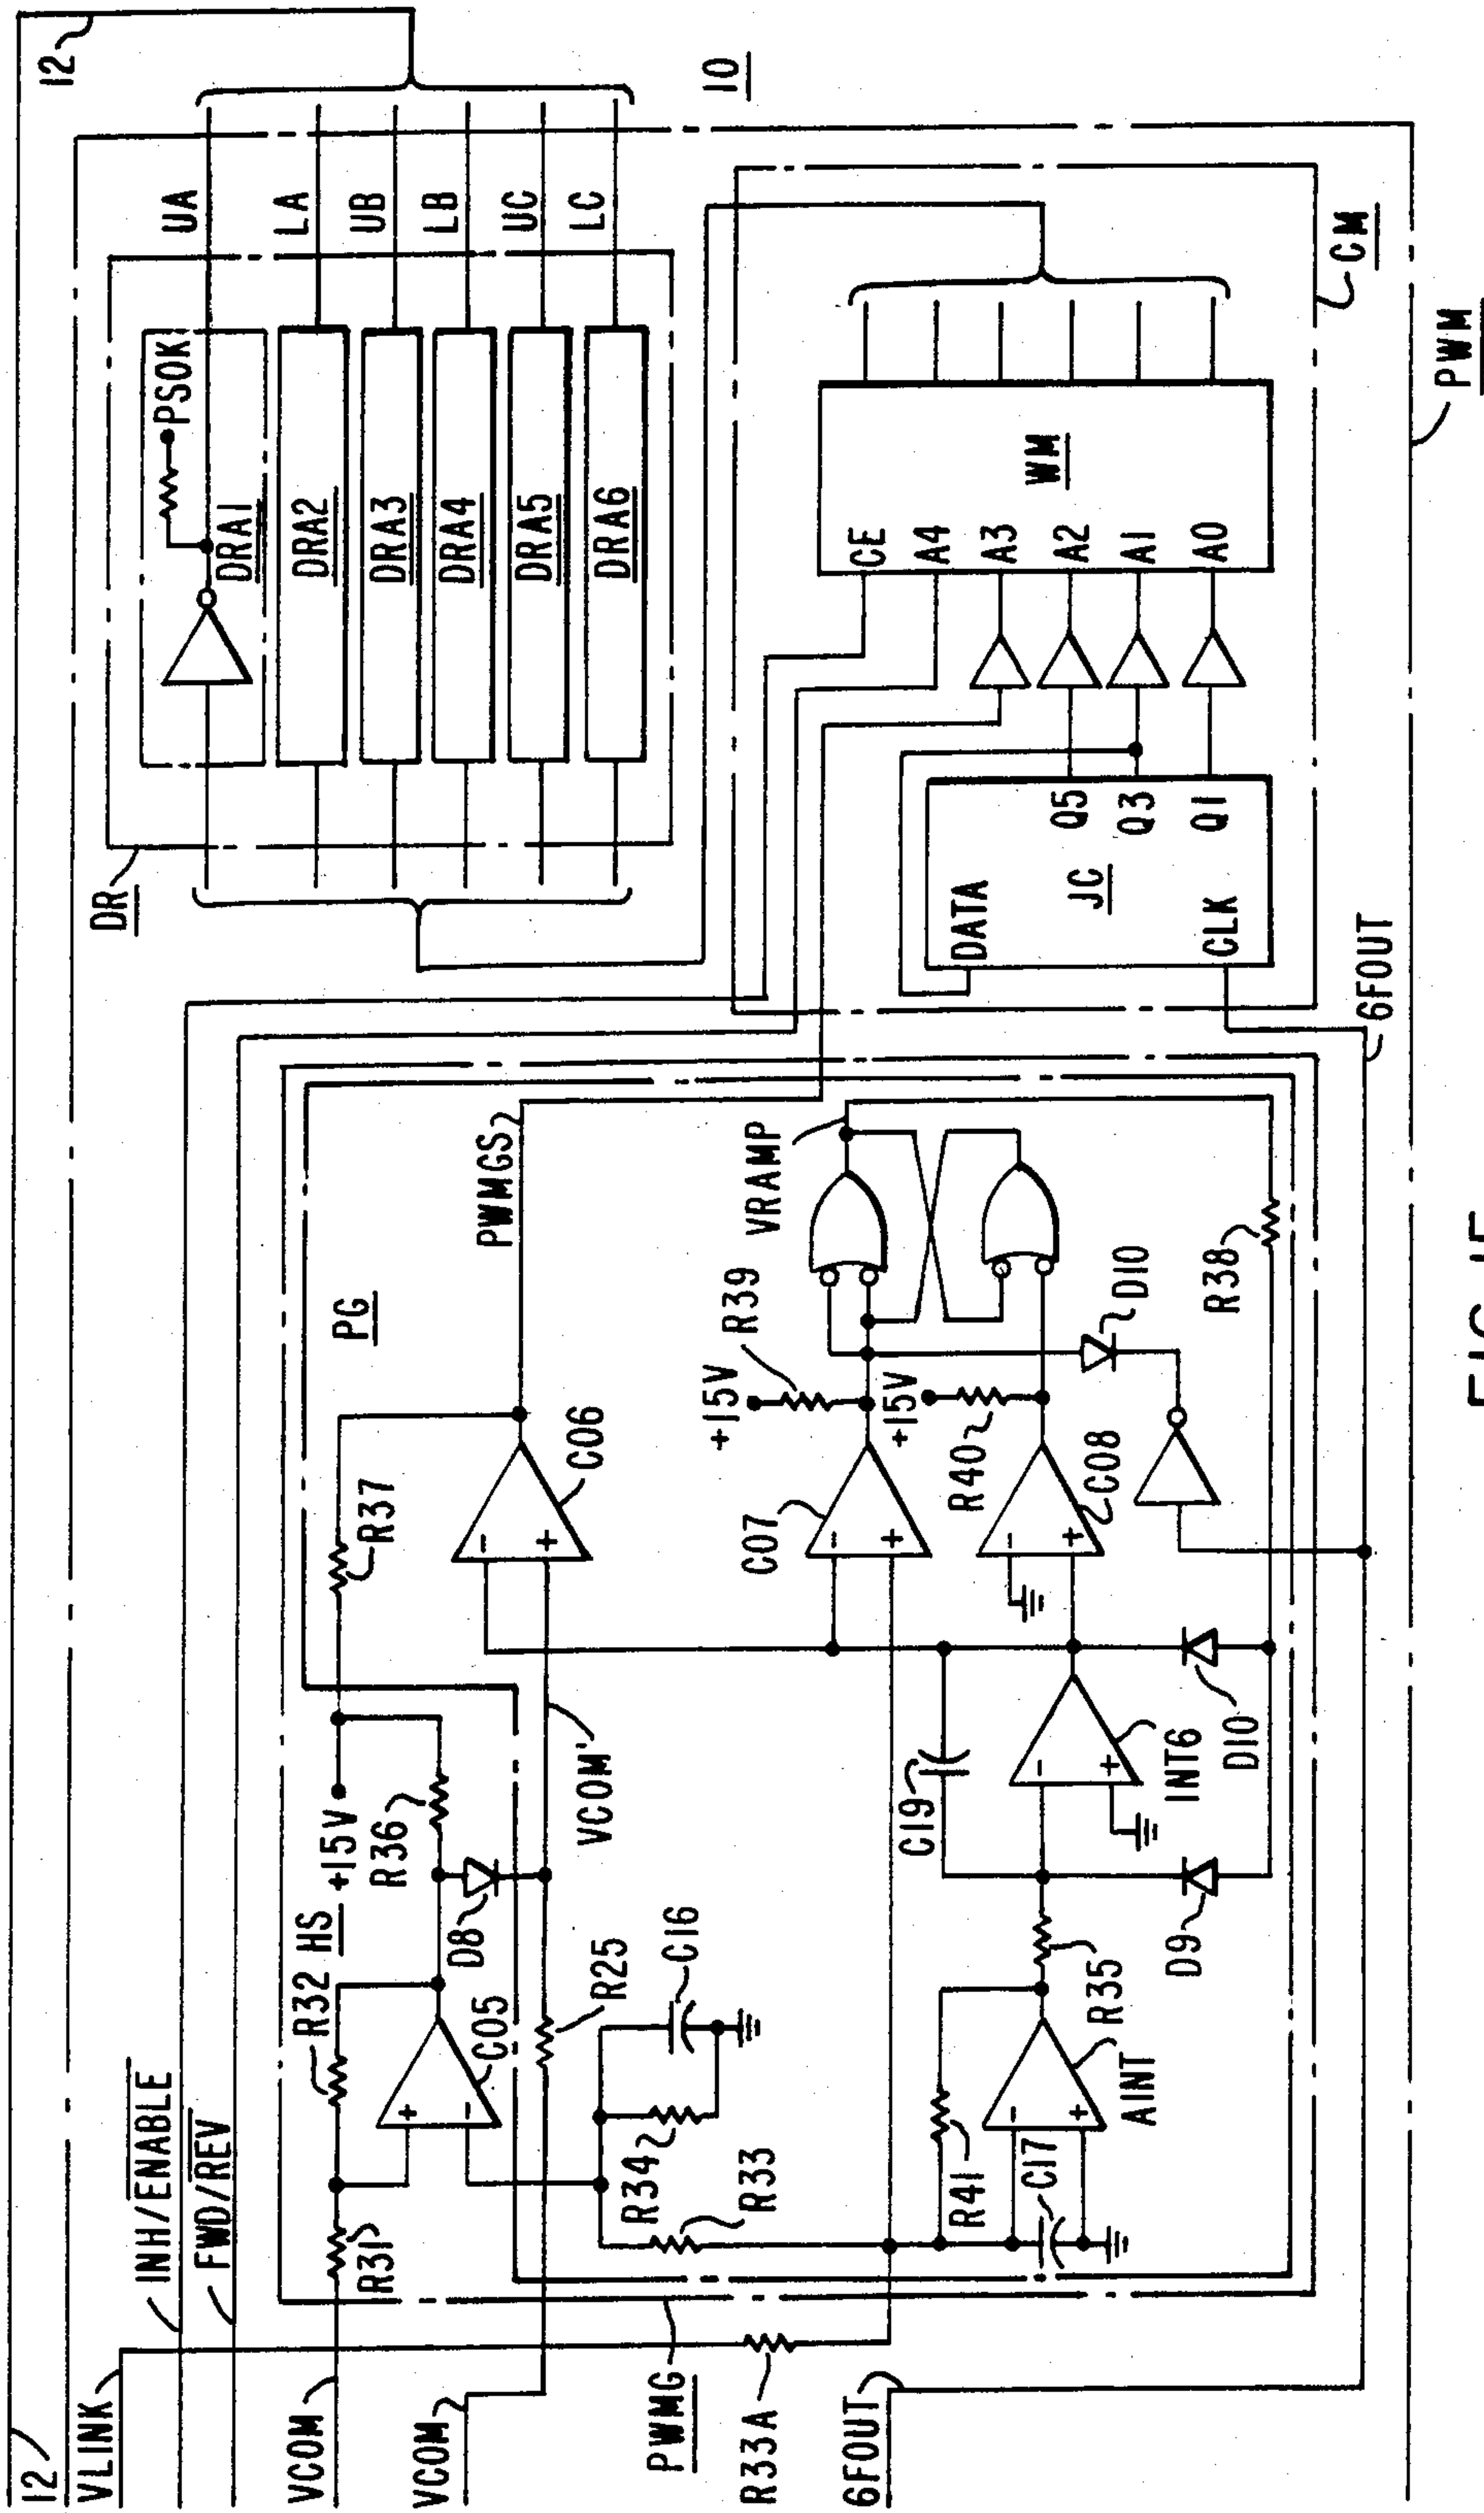 12
VLINK
INH/ENABLE
FWD/REV
VCOM
VCOM
PWMG
R33A
6FOUT
R31
R32
HS
+15V
R36
R37
PG
PWMGS
C05
D8
R25
C16
R34
R33
VCOM'
C06
+15V
R39
VRAMP
C07
+15V
R40
C08
D10
R38
R41
C17
AINT
R35
C19
INT6
D9
D10
6FOUT
DR
PSOK
DRA1
DRA2
DRA3
DRA4
DRA5
DRA6
UA
LA
UB
LB
UC
LC
12
10
DATA
JC
CLK
Q5
Q3
Q1
CE
A4
A3
A2
A1
A0
WM
CM
PWM